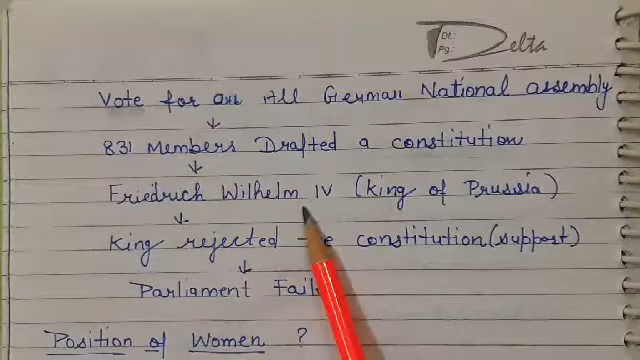 Dt.:
Pg.:
Delta
Vote for an All German National assembly
↓
831 Members Drafted a constitution
↓
Friedrich Wilhelm IV (King of Prussia)
↓
King rejected constitution (support)
↓
Parliament Fail
Position of Women ?